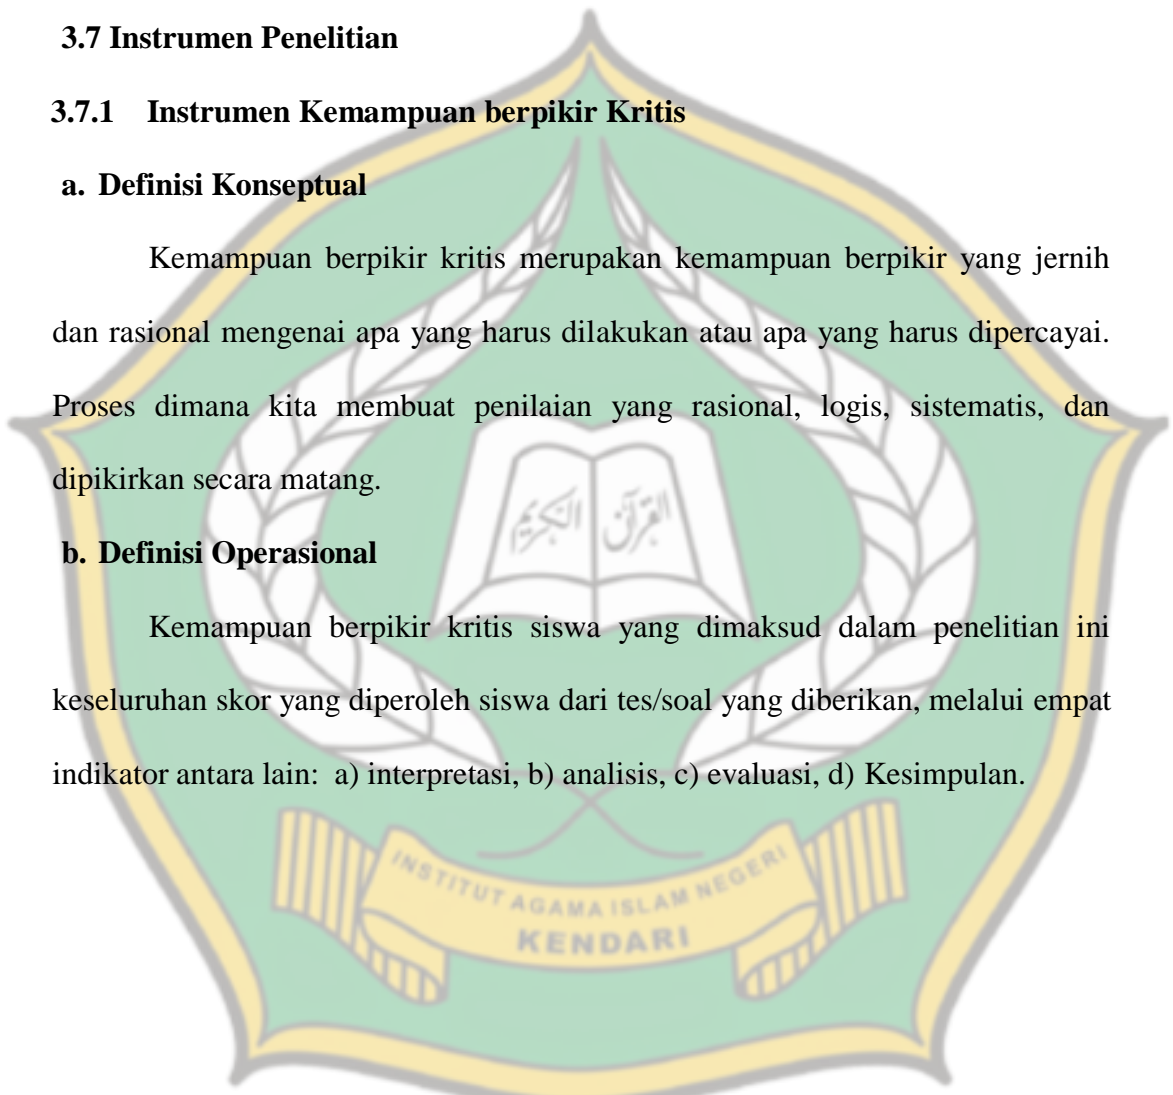 3.7 Instrumen Penelitian
3.7.1 Instrumen Kemampuan berpikir Kritis
a. Definisi Konseptual
Kemampuan berpikir kritis merupakan kemampuan berpikir yang jernih
dan rasional mengenai apa yang harus dilakukan atau apa yang harus dipercayai.
Proses dimana kita membuat penilaian yang rasional, logis, sistematis, dan
dipikirkan secara matang.
القرآن الكريم
b. Definisi Operasional
Kemampuan berpikir kritis siswa yang dimaksud dalam penelitian ini
keseluruhan skor yang diperoleh siswa dari tes/soal yang diberikan, melalui empat
indikator antara lain: a) interpretasi, b) analisis, c) evaluasi, d) Kesimpulan.
INSTITUT AGAMA ISLAM NEGERI
KENDARI